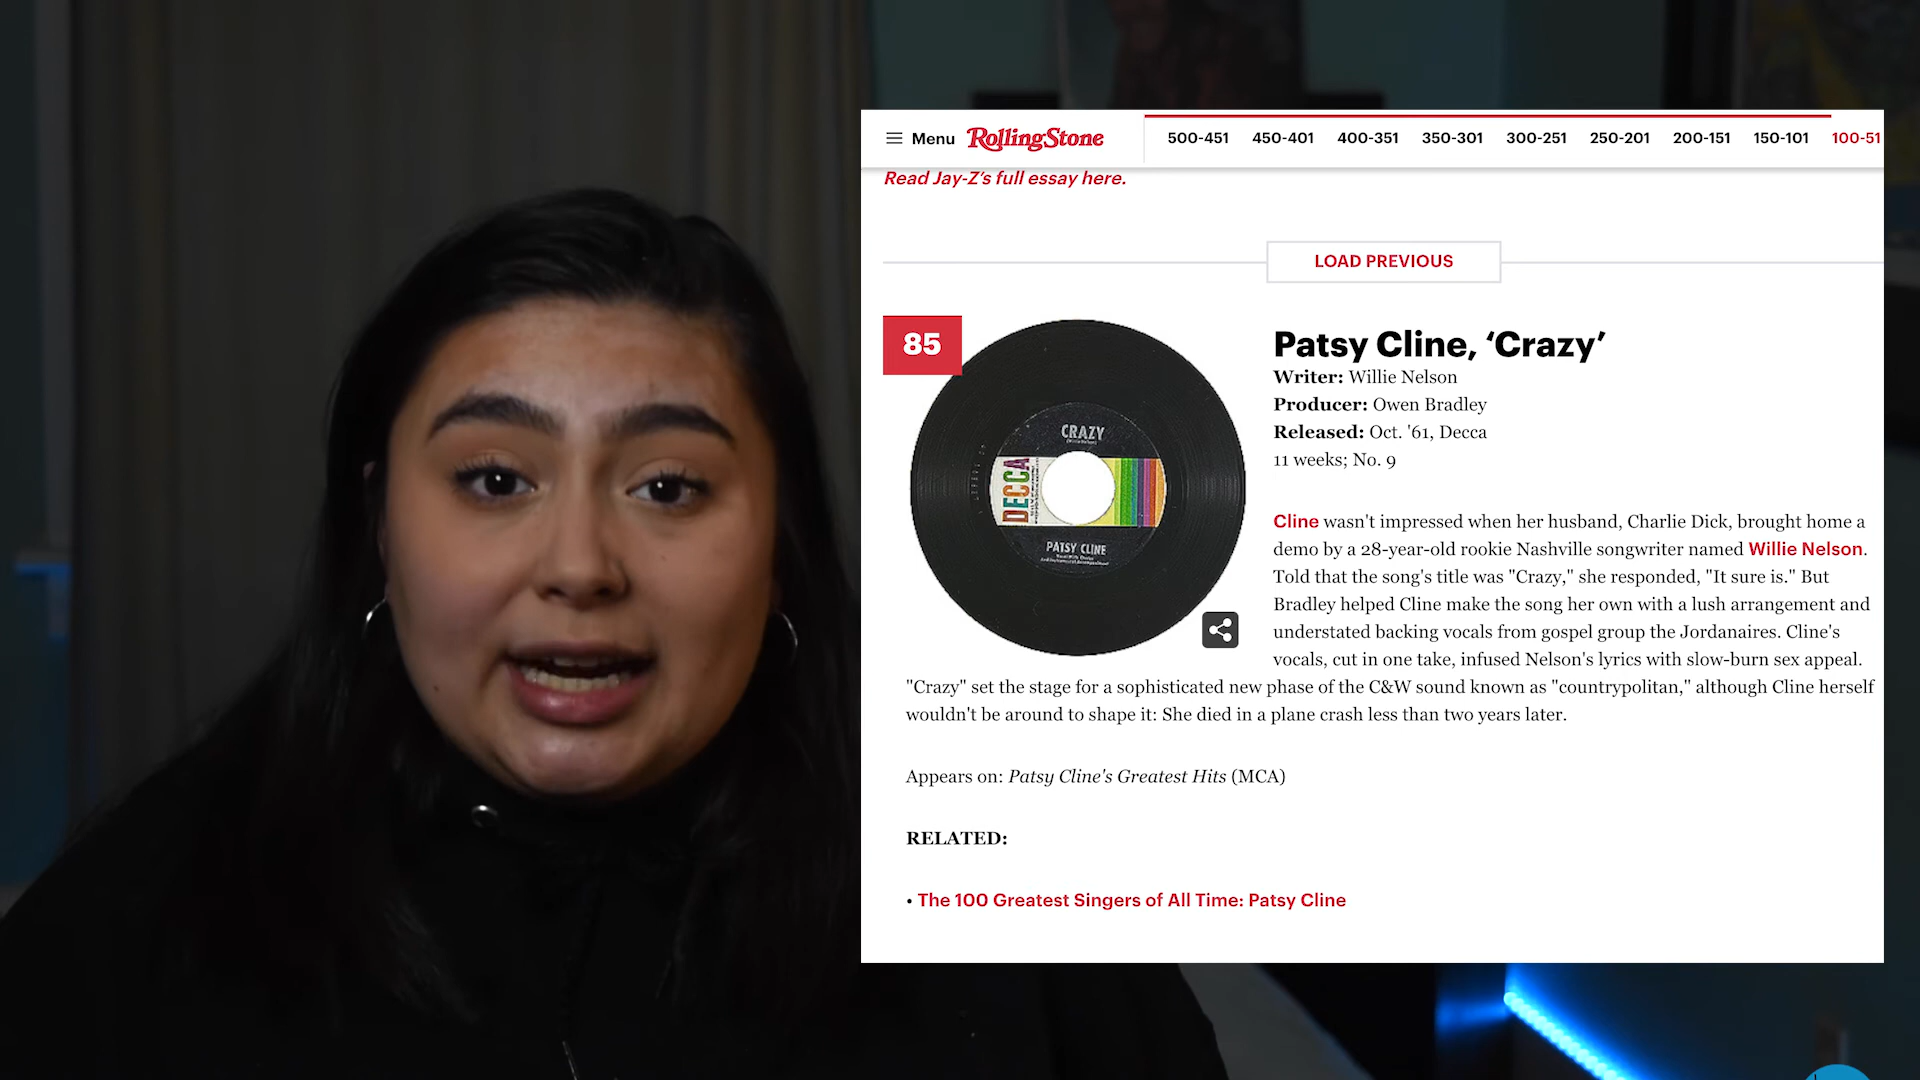 Menu RollingStone 500-451 450-401 400-351 350-301 300-251 250-201 200-151 150-101 100-51
Read Jay-Z's full essay here.
LOAD PREVIOUS
85
Patsy Cline, ‘Crazy’
Writer: Willie Nelson
Producer: Owen Bradley
Released: Oct. '61, Decca
11 weeks; No. 9
CRAZY
DECCA
PATSY CLINE
Cline wasn't impressed when her husband, Charlie Dick, brought home a
demo by a 28-year-old rookie Nashville songwriter named Willie Nelson.
Told that the song's title was "Crazy," she responded, "It sure is." But
Bradley helped Cline make the song her own with a lush arrangement and
understated backing vocals from gospel group the Jordanaires. Cline's
vocals, cut in one take, infused Nelson's lyrics with slow-burn sex appeal.
"Crazy" set the stage for a sophisticated new phase of the C&W sound known as "countrypolitan," although Cline herself
wouldn't be around to shape it: She died in a plane crash less than two years later.
Appears on: Patsy Cline's Greatest Hits (MCA)
RELATED:
• The 100 Greatest Singers of All Time: Patsy Cline